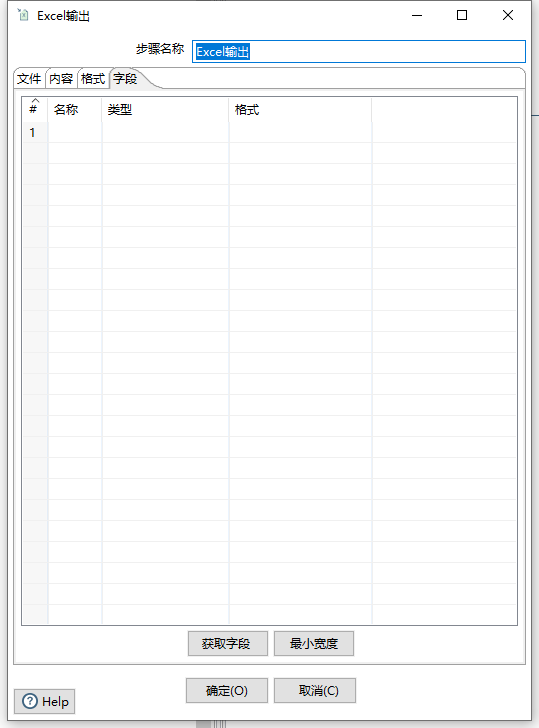 Excel输出
步骤名称 Excel输出
文件 内容 格式 字段
# 名称 类型 格式
1
获取字段 最小宽度
确定(O) 取消(C)
Help